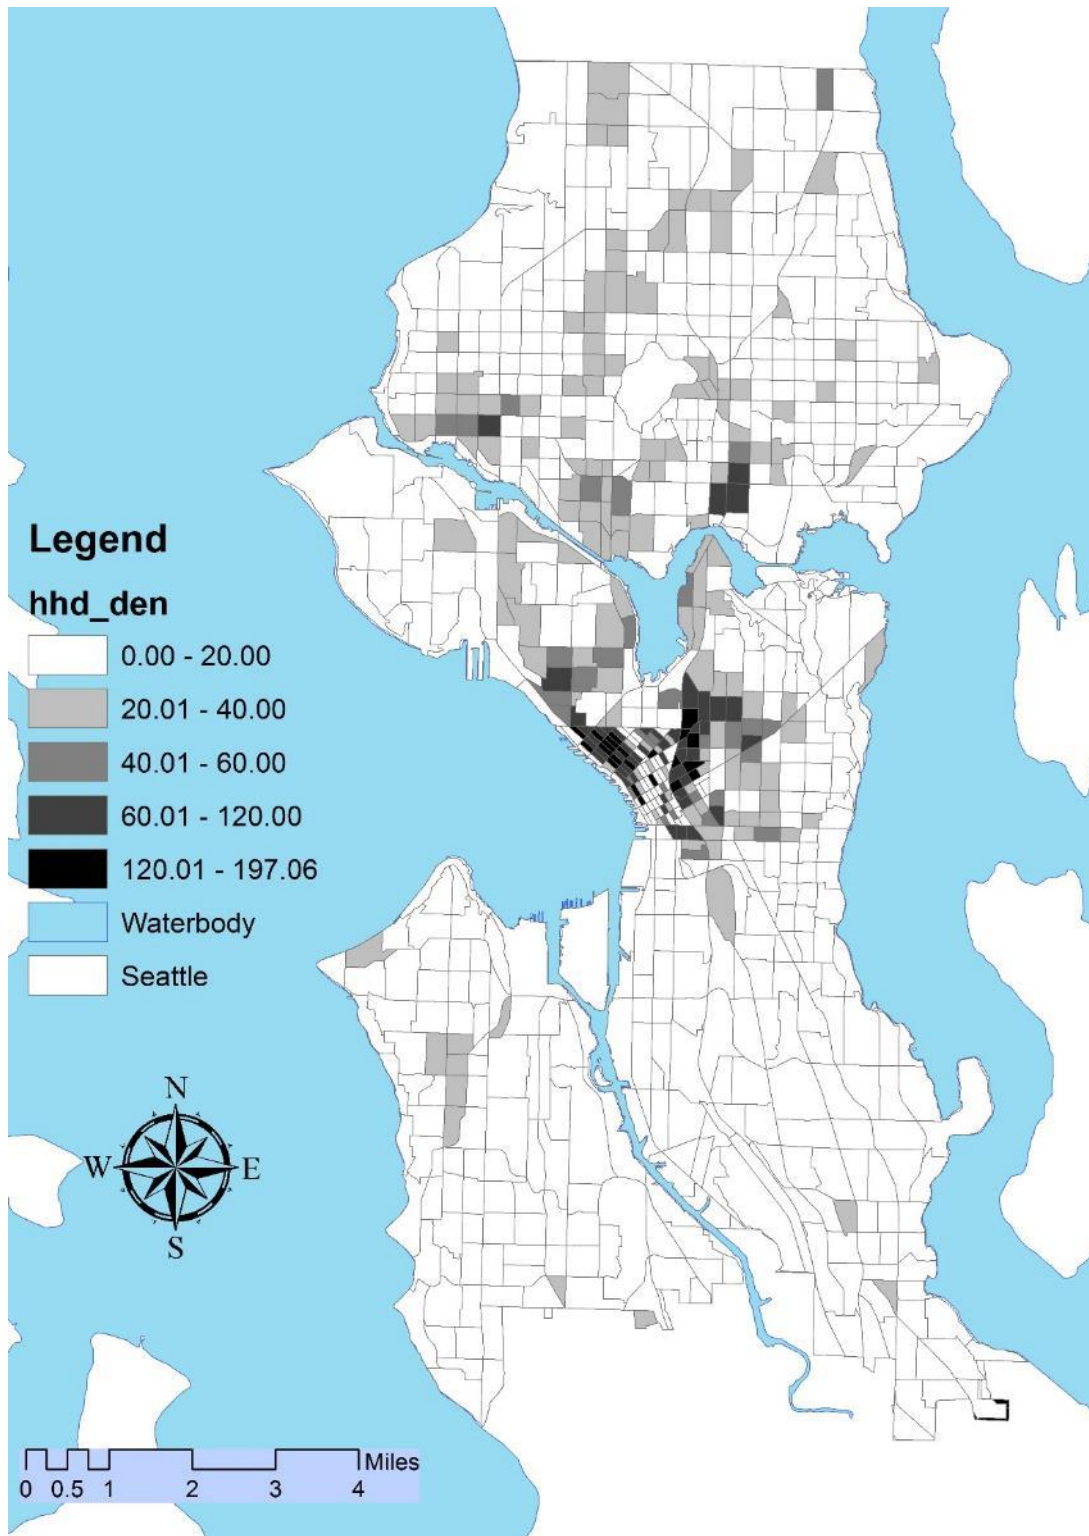 Legend
hhd_den
0.00 - 20.00
20.01 - 40.00
40.01 - 60.00
60.01 - 120.00
120.01 - 197.06
Waterbody
Seattle
N
W E
S
Miles
0 0.5 1 2 3 4